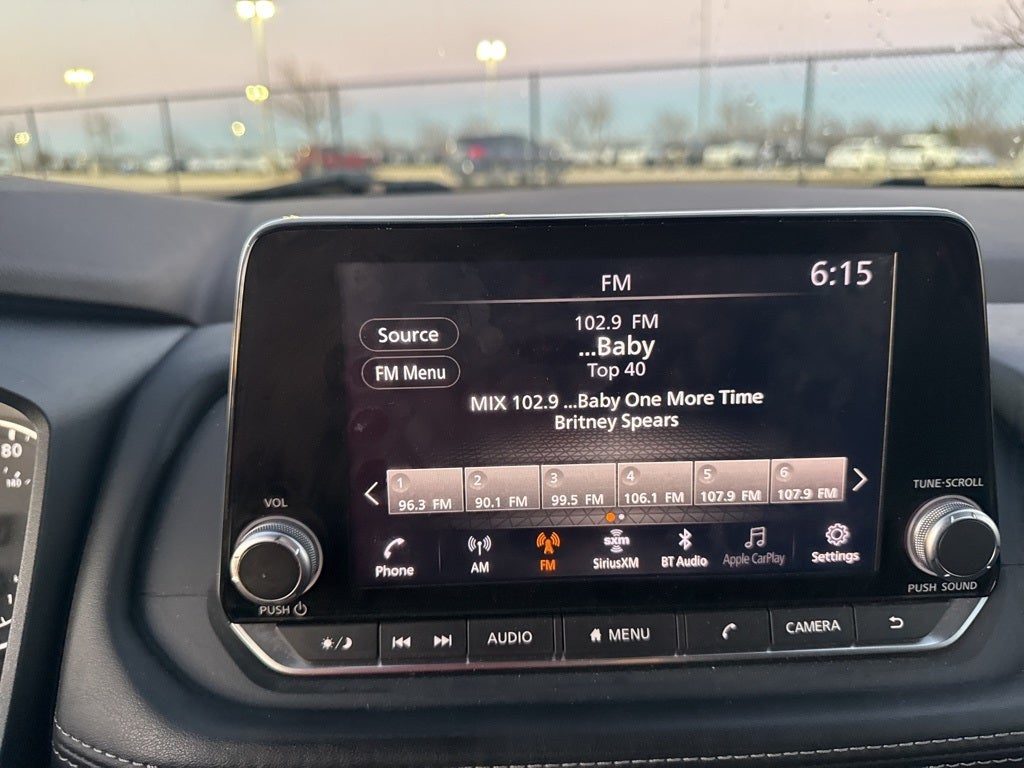 FM
6:15
Source
FM Menu
102.9 FM
...Baby
Top 40
MIX 102.9 ...Baby One More Time
Britney Spears
1
96.3 FM
2
90.1 FM
3
99.5 FM
4
106.1 FM
5
107.9 FM
6
107.9 FM
Phone
AM
FM
sxm
SiriusXM
BT Audio
Apple CarPlay
Settings
VOL
PUSH
TUNE·SCROLL
PUSH SOUND
AUDIO
MENU
CAMERA
80
140